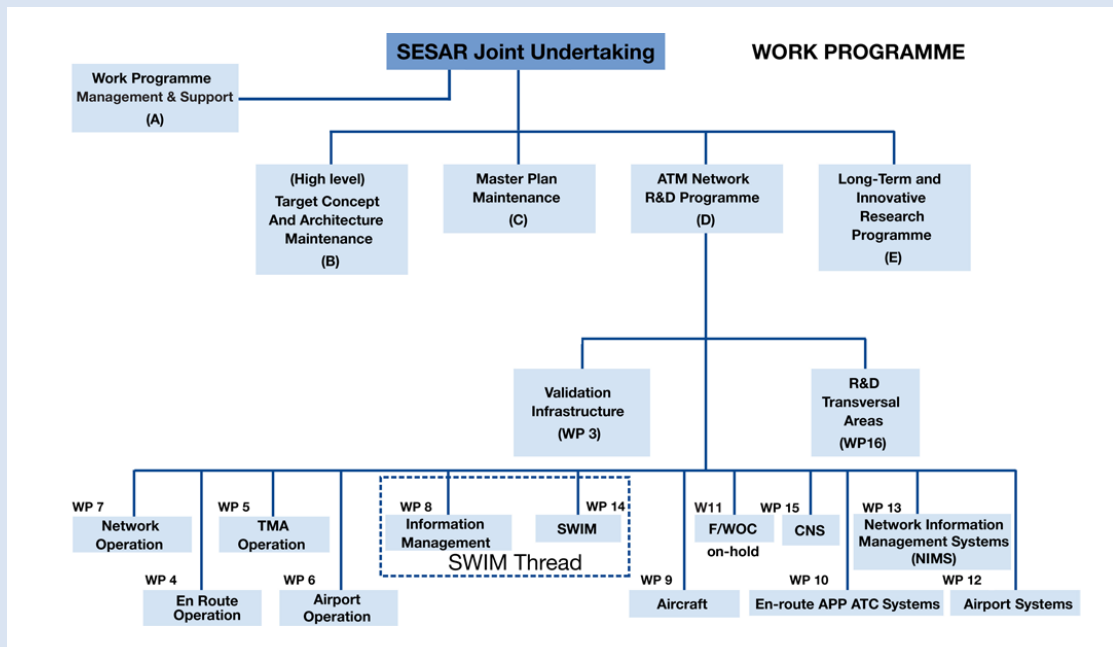 SESAR Joint Undertaking
WORK PROGRAMME
Work Programme
Management & Support
(A)
(High level)
Target Concept
And Architecture
Maintenance
(B)
Master Plan
Maintenance
(C)
ATM Network
R&D Programme
(D)
Long-Term and
Innovative
Research
Programme
(E)
Validation
Infrastructure
(WP 3)
R&D
Transversal
Areas
(WP16)
WP 7
Network
Operation
WP 4
En Route
Operation
WP 5
TMA
Operation
WP 6
Airport
Operation
WP 8
Information
Management
WP 14
SWIM
SWIM Thread
WP 9
Aircraft
W11
F/WOC
on-hold
WP 15
CNS
WP 10
En-route APP ATC Systems
WP 13
Network Information
Management Systems
(NIMS)
WP 12
Airport Systems